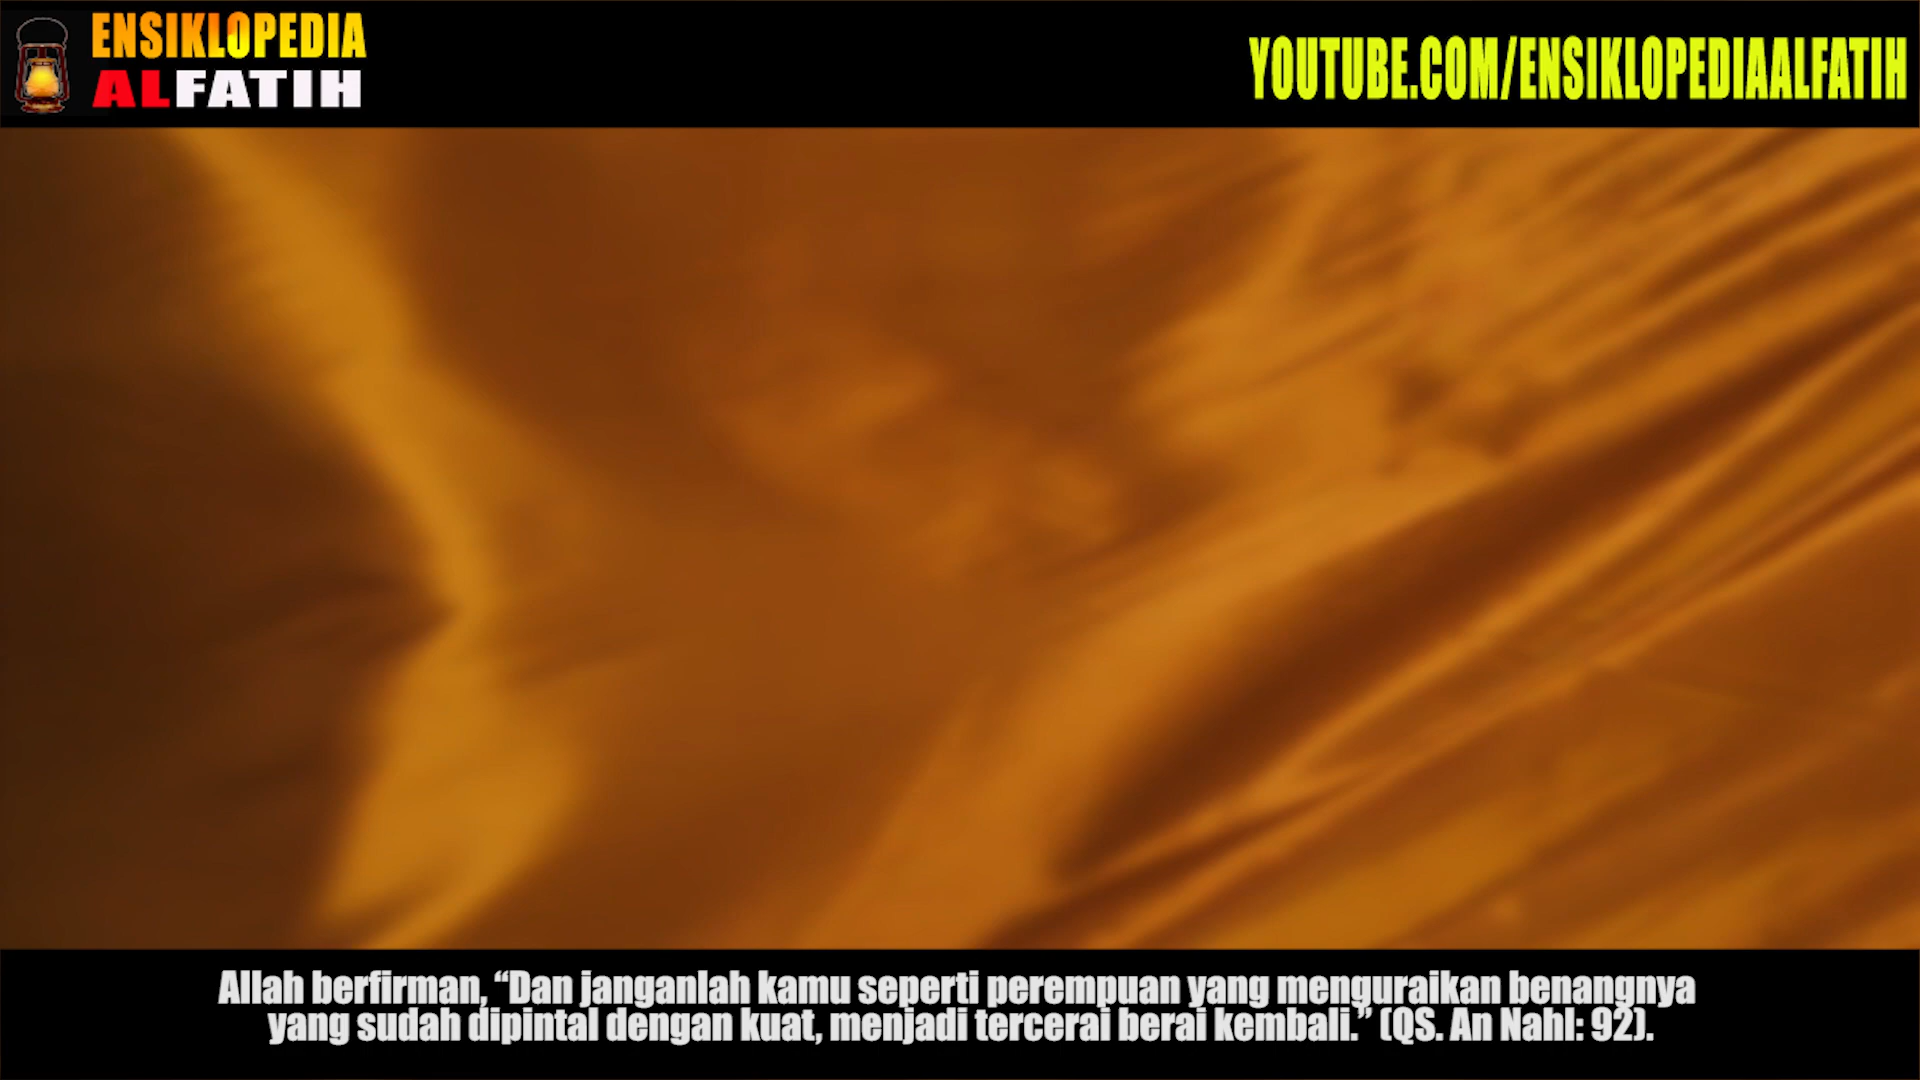 ENSIKLOPEDIA
ALFATIH
YOUTUBE.COM/ENSIKLOPEDIAALFATIH
Allah berfirman, “Dan janganlah kamu seperti perempuan yang menguraikan benangnya
yang sudah dipintal dengan kuat, menjadi tercerai berai kembali.” (QS. An Nahl: 92).